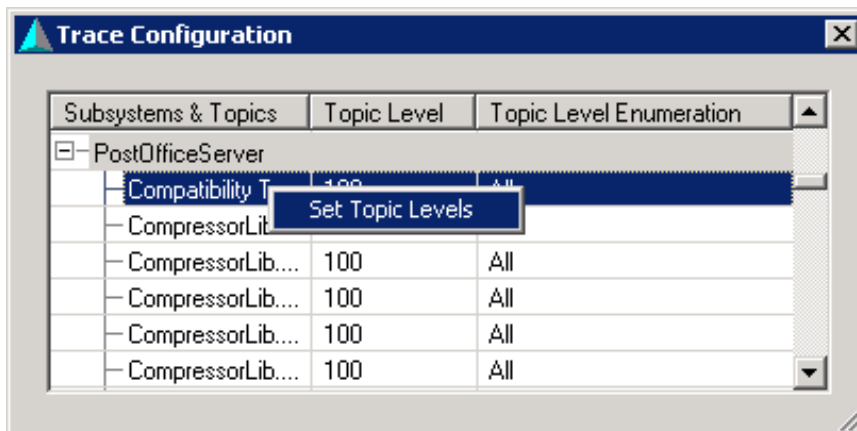 Trace Configuration
Subsystems & Topics Topic Level Topic Level Enumeration
PostOfficeServer
Compatibility
Set Topic Levels
CompressorLib.... 100 All
CompressorLib.... 100 All
CompressorLib.... 100 All
CompressorLib.... 100 All